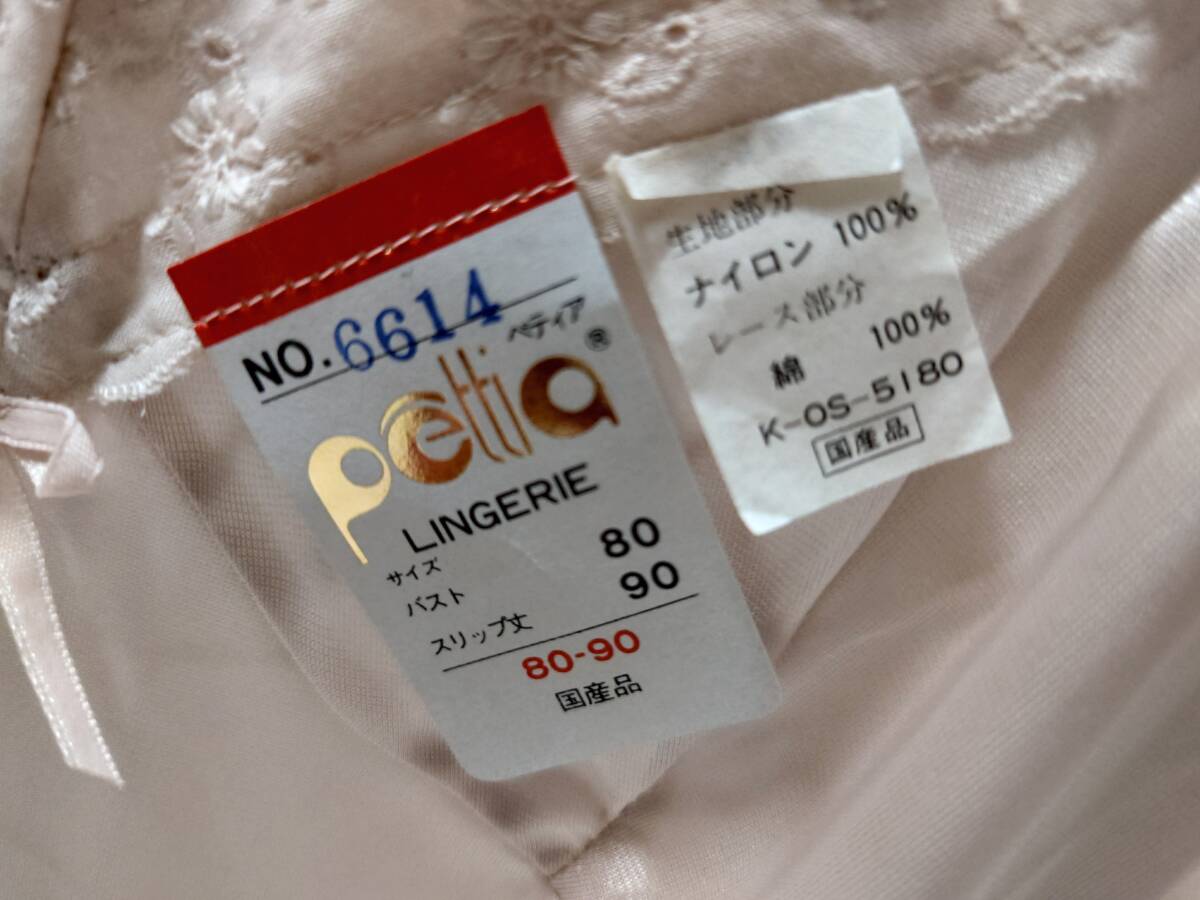 NO. 6614
ペティア
pettia®
LINGERIE
サイズ
バスト 80
スリップ丈 90
80-90
国産品
生地部分
ナイロン 100%
レース部分
綿 100%
K-OS-5180
国産品